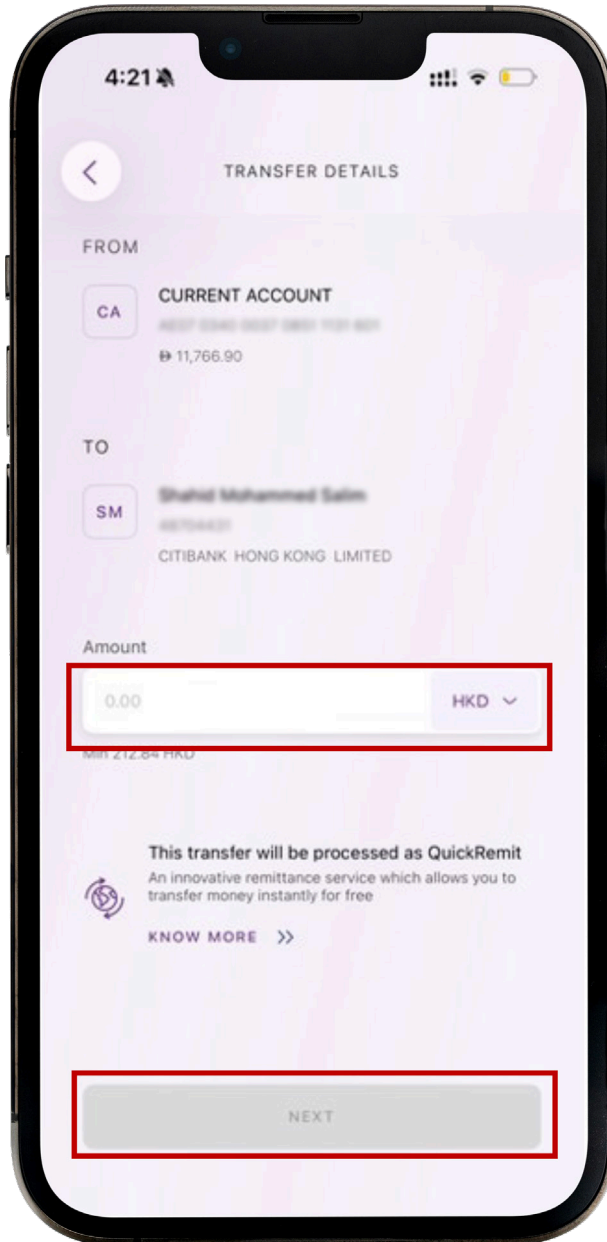 4:21
TRANSFER DETAILS
FROM
CA
CURRENT ACCOUNT
11,766.90
TO
SM
CITIBANK HONG KONG LIMITED
Amount
0.00
HKD
Min 212.84 HKD
This transfer will be processed as QuickRemit
An innovative remittance service which allows you to
transfer money instantly for free
KNOW MORE
NEXT